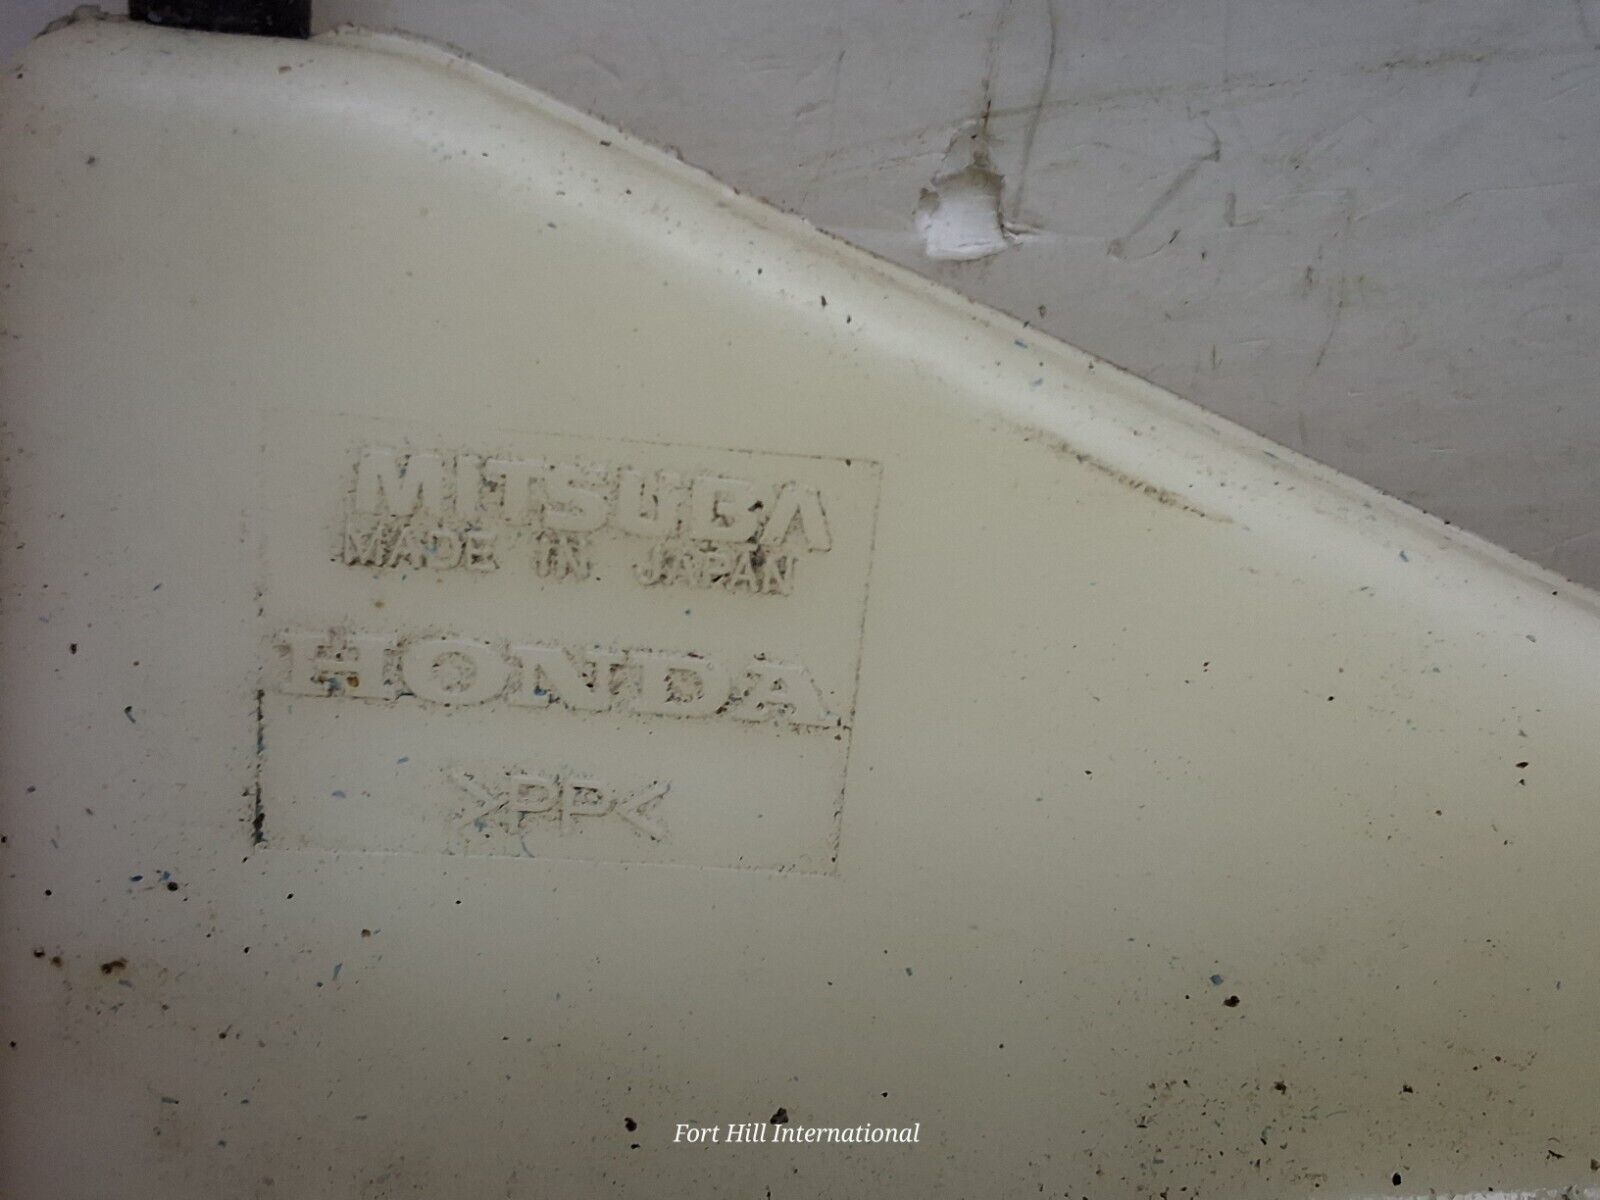 MITSUBA
MADE IN JAPAN
HONDA
>PP<
Fort Hill International